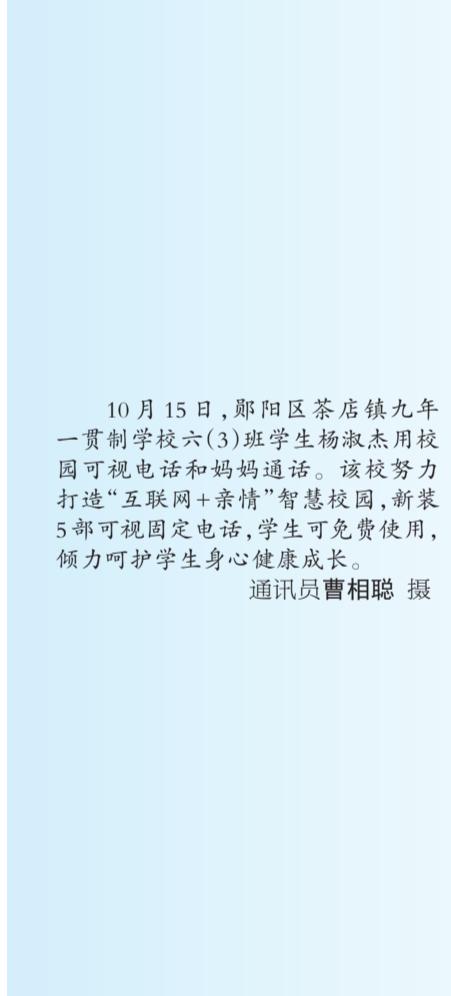 10月15日,郧阳区茶店镇九年
一贯制学校六(3)班学生杨淑杰用校
园可视电话和妈妈通话。该校努力
打造“互联网+亲情”智慧校园,新装
5部可视固定电话,学生可免费使用,
倾力呵护学生身心健康成长。
通讯员曹相聪 摄